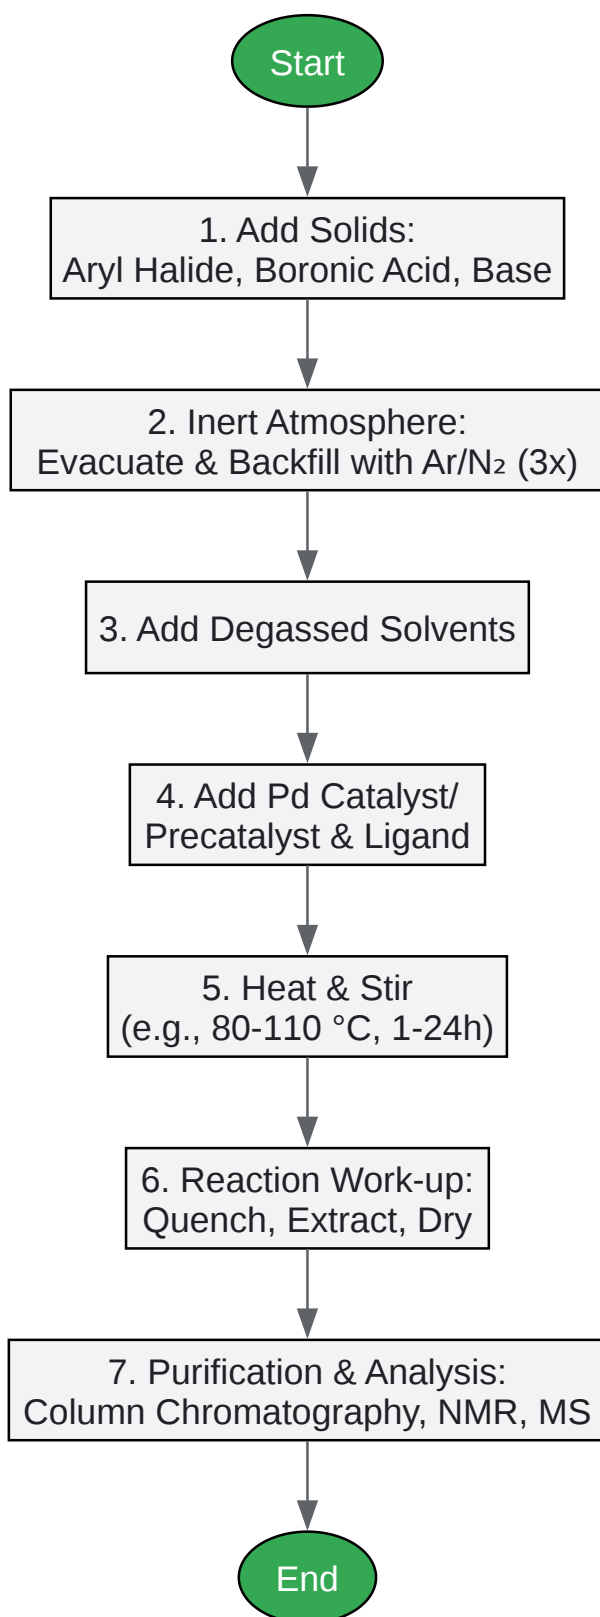 Start
1. Add Solids:
Aryl Halide, Boronic Acid, Base
2. Inert Atmosphere:
Evacuate & Backfill with Ar/N₂ (3x)
3. Add Degassed Solvents
4. Add Pd Catalyst/
Precatalyst & Ligand
5. Heat & Stir
(e.g., 80-110 °C, 1-24h)
6. Reaction Work-up:
Quench, Extract, Dry
7. Purification & Analysis:
Column Chromatography, NMR, MS
End